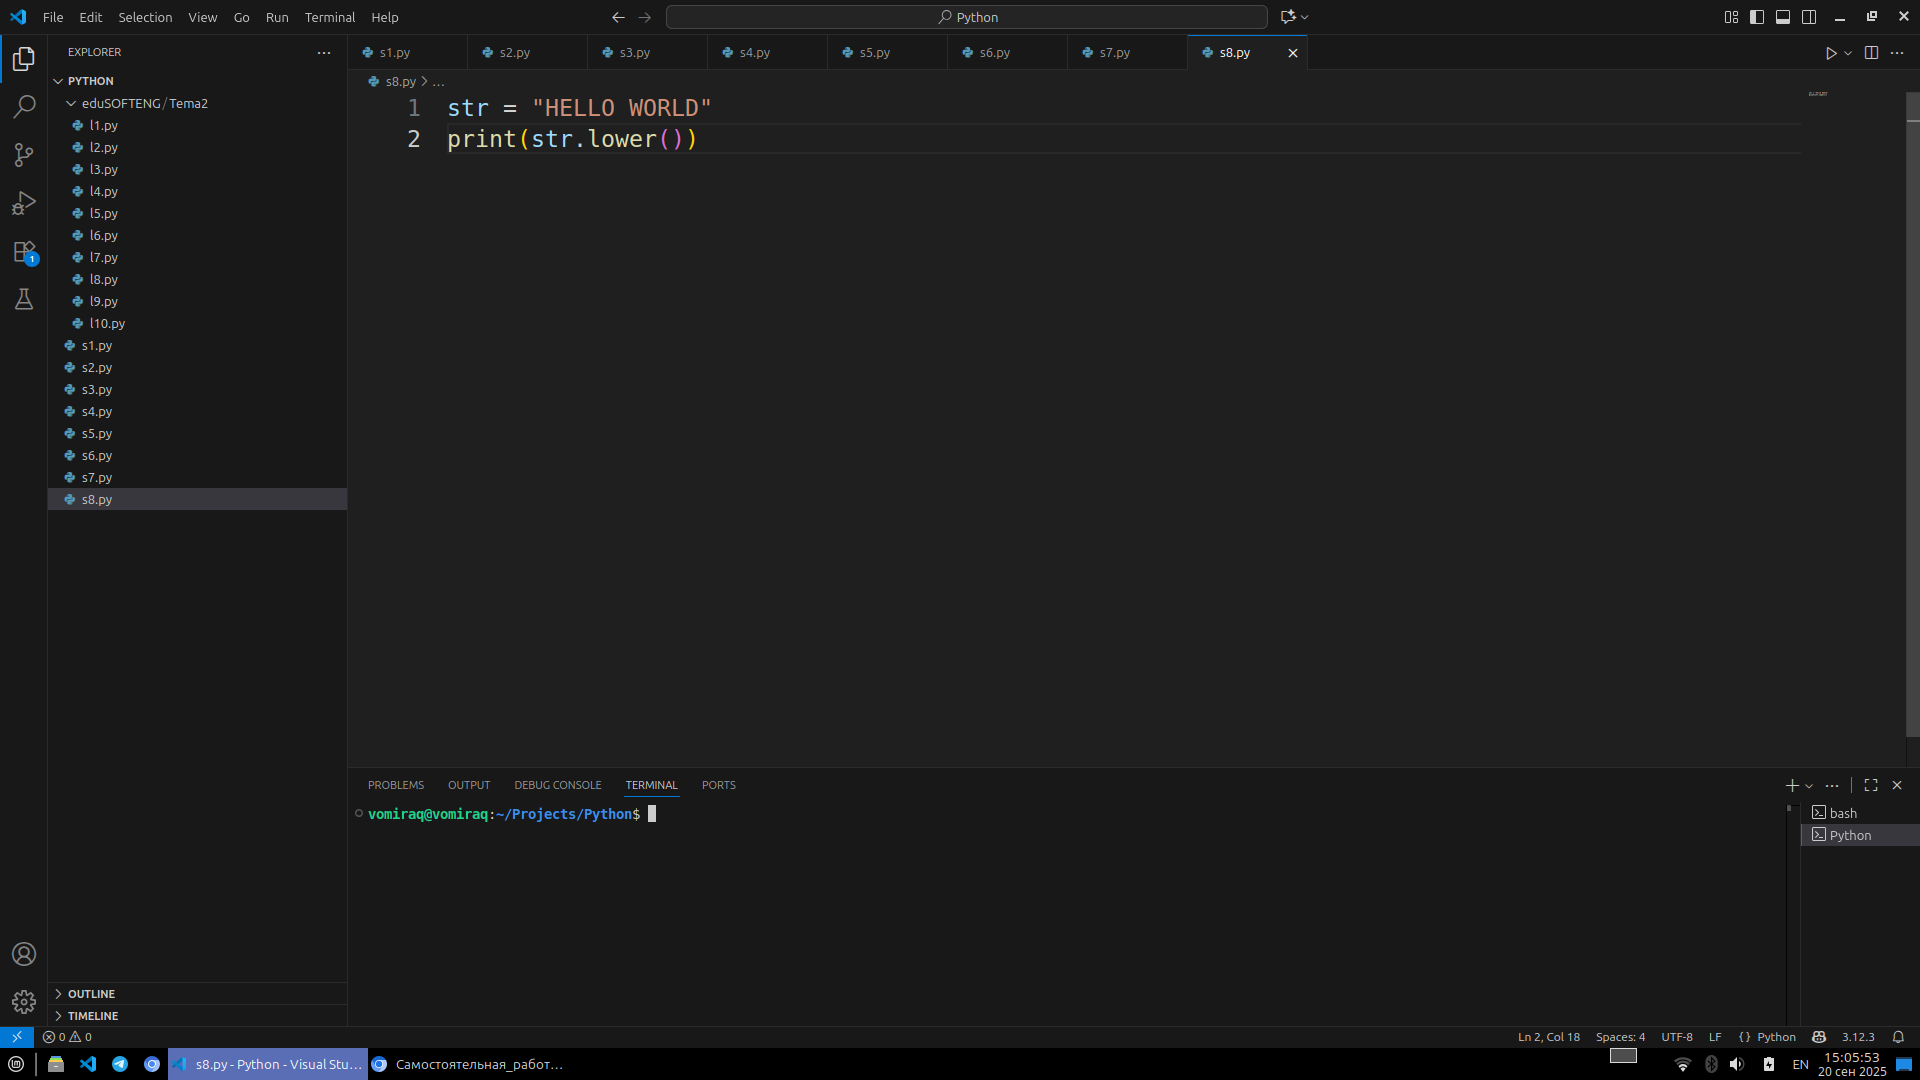 File Edit Selection View Go Run Terminal Help
Python
EXPLORER
PYTHON
eduSOFTENG/Tema2
l1.py
l2.py
l3.py
l4.py
l5.py
l6.py
l7.py
l8.py
l9.py
l10.py
s1.py
s2.py
s3.py
s4.py
s5.py
s6.py
s7.py
s8.py
OUTLINE
TIMELINE
1
s1.py s2.py s3.py s4.py s5.py s6.py s7.py s8.py
s8.py > ...
1 str = "HELLO WORLD"
2 print(str.lower())
PROBLEMS OUTPUT DEBUG CONSOLE TERMINAL PORTS
vomiraq@vomiraq:~/Projects/Python$
bash
Python
0 0
Ln 2, Col 18 Spaces: 4 UTF-8 LF {} Python 3.12.3
s8.py - Python - Visual Stu...
Самостоятельная_работ...
EN
15:05:53
20 сен 2025